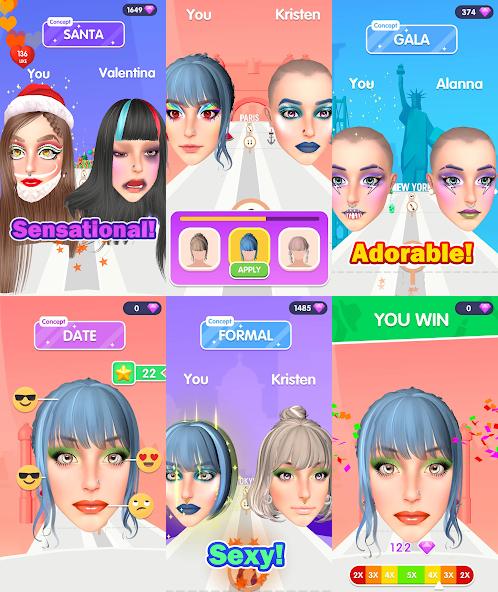 1649
Concept
SANTA
136
LIKE
You
Valentina
Sensational!
You
Kristen
PARIS
APPLY
374
Concept
GALA
You
Alanna
NEW YORK
Adorable!
0
Concept
DATE
22
1485
Concept
FORMAL
You
Kristen
OKY
Sexy!
0
YOU WIN
122
2X 3X 4X 5X 4X 3X 2X